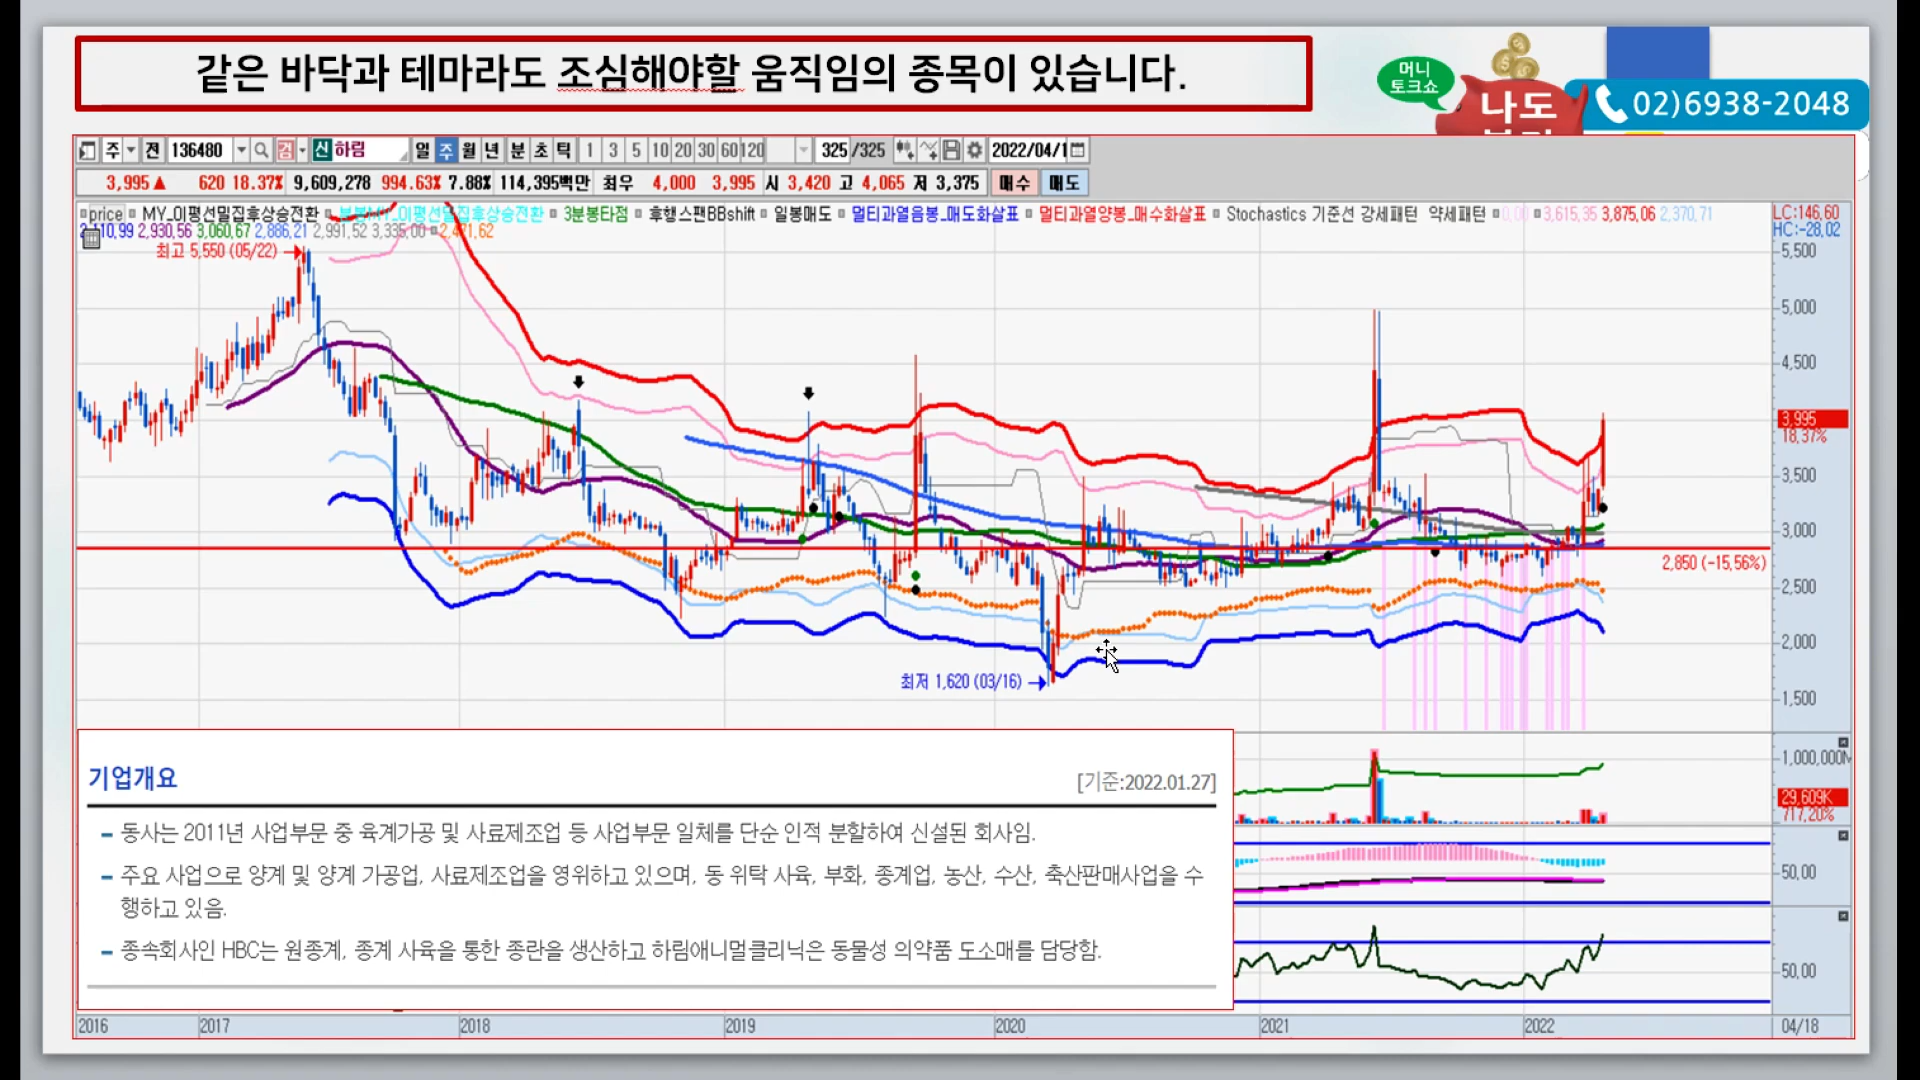 같은 바닥과 테마라도 조심해야할 움직임의 종목이 있습니다.
머니
토크쇼
나도
02)6938-2048
주 전 136480 신 하림 일 주 월 년 분 초 틱 1 3 5 10 20 30 60 120 325 /325 2022/04/1
3,995 ▲ 620 18.37% 9,609,278 994.63% 7.88% 114,395백만 최우 4,000 3,995 시 3,420 고 4,065 저 3,375 매수 매도
price MY_이평선밀집후상승전환 분봉MY_이평선밀집후상승전환 3분봉타점 후행스팬BBshift 일봉매도 멀티과열음봉_매도화살표 멀티과열양봉_매수화살표 Stochastics 기준선 강세패턴 약세패턴 0,00 3,615,35 3,875,06 2,370,71
2,930,56 3,060,67 2,886,21 2,991,52 3,335,00
LC:146,60
HC:-28,02
최고 5,550 (05/22)
5,500
5,000
4,500
3,995
18,37%
3,500
3,000
2,850 (-15,56%)
2,500
2,000
최저 1,620 (03/16)
1,500
기업개요 [기준:2022.01.27]
동사는 2011년 사업부문 중 육계가공 및 사료제조업 등 사업부문 일체를 단순 인적 분할하여 신설된 회사임.
주요 사업으로 양계 및 양계 가공업, 사료제조업을 영위하고 있으며, 동 위탁 사육, 부화, 종계업, 농산, 수산, 축산판매사업을 수
행하고 있음.
종속회사인 HBC는 원종계, 종계 사육을 통한 종란을 생산하고 하림애니멀클리닉은 동물성 의약품 도소매를 담당함.
1,000,000M
29,609K
717,20%
50,00
50,00
2016 2017 2018 2019 2020 2021 2022 04/18